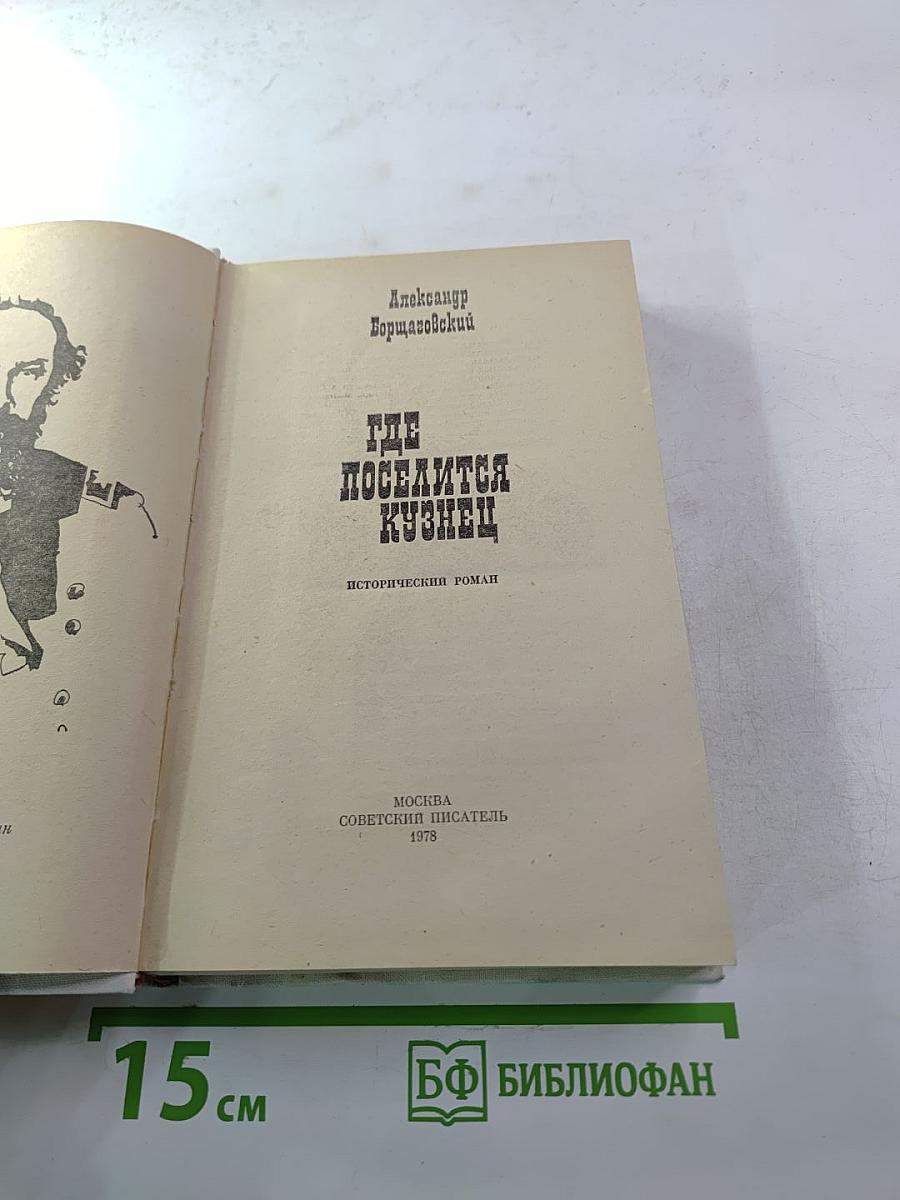 Александр
Борщаговский
ГДЕ
ПОСЕЛИТСЯ
КУЗНЕЦ
ИСТОРИЧЕСКИЙ РОМАН
МОСКВА
СОВЕТСКИЙ ПИСАТЕЛЬ
1978
15 см
БФ БИБЛИОФАН